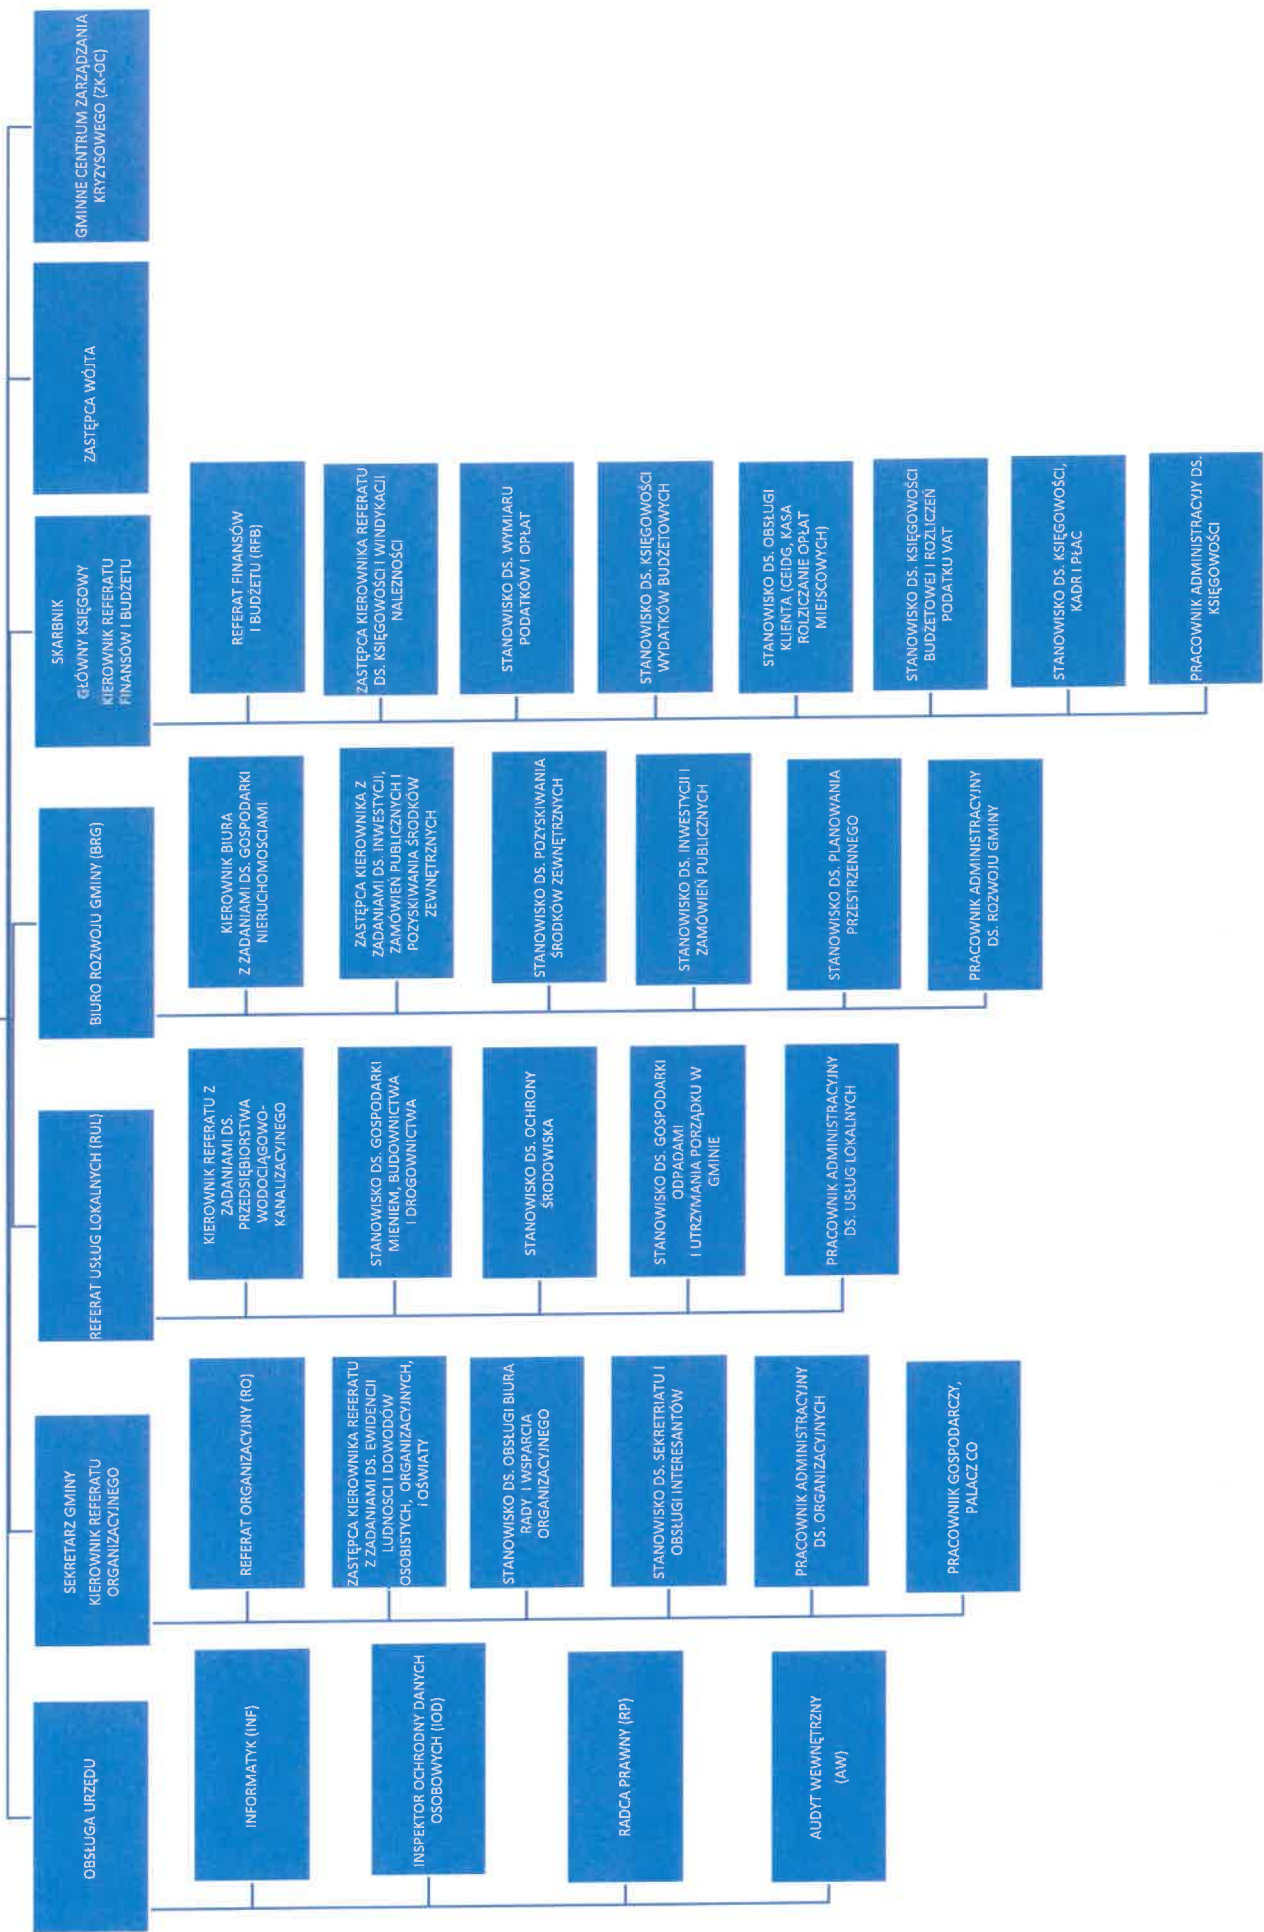 OBSŁUGA URZĘDU
INFORMATYK (INF)
INSPEKTOR OCHRODNY DANYCH
OSOBOWYCH (IOD)
RADCA PRAWNY (RP)
AUDYT WEWNĘTRZNY
(AW)
SEKRETARZ GMINY
KIEROWNIK REFERATU
ORGANIZACYJNEGO
REFERAT ORGANIZACYJNY (RO)
ZASTĘPCA KIEROWNIKA REFERATU
Z ZADANIAMI DS. EWIDENCJI
LUDNOSCI I DOWODÓW
OSOBISTYCH, ORGANIZACYJNYCH,
i OŚWIATY
STANOWISKO DS. OBSŁUGI BIURA
RADY I WSPARCIA
ORGANIZACYJNEGO
STANOWISKO DS. SEKRETRIATU I
OBSŁUGI INTERESANTÓW
PRACOWNIK ADMINISTRACYJNY
DS. ORGANIZACYJNYCH
PRACOWNIK GOSPODARCZY,
PALACZ CO
REFERAT USŁUG LOKALNYCH (RUL)
KIEROWNIK REFERATU Z
ZADANIAMI DS.
PRZEDSIĘBIORSTWA
WODOCIĄGOWO-
KANALIZACYJNEGO
STANOWISKO DS. GOSPODARKI
MIENIEM, BUDOWNICTWA
I DROGOWNICTWA
STANOWISKO DS. OCHRONY
ŚRODOWISKA
STANOWISKO DS. GOSPODARKI
ODPADAMI
I UTRZYMANIA PORZĄDKU W
GMINIE
PRACOWNIK ADMINISTRACYJNY
DS. USŁUG LOKALNYCH
BIURO ROZWOJU GMINY (BRG)
KIEROWNIK BIURA
Z ZADANIAMI DS. GOSPODARKI
NIERUCHOMOSCIAMI
ZASTĘPCA KIEROWNIKA Z
ZADANIAMI DS. INWESTYCJI,
ZAMÓWIEŃ PUBLICZNYCH I
POZYSKIWANIA ŚRODKÓW
ZEWNĘTRZNYCH
STANOWISKO DS. POZYSKIWANIA
ŚRODKÓW ZEWNĘTRZNYCH
STANOWISKO DS. INWESTYCJI I
ZAMÓWIEŃ PUBLICZNYCH
STANOWISKO DS. PLANOWANIA
PRZESTRZENNEGO
PRACOWNIK ADMINISTRACYJNY
DS. ROZWOJU GMINY
SKARBNIK
GŁÓWNY KSIĘGOWY
KIEROWNIK REFERATU
FINANSÓW I BUDŻETU
REFERAT FINANSÓW
I BUDŻETU (RFB)
ZASTĘPCA KIEROWNIKA REFERATU
DS. KSIĘGOWOŚCI I WINDYKACJI
NALEZNOŚCI
STANOWISKO DS. WYMIARU
PODATKÓW I OPŁAT
STANOWISKO DS. KSIĘGOWOŚCI
WYDATKÓW BUDŻETOWYCH
STANOWISKO DS. OBSŁUGI
KLIENTA (CEIDG, KASA
ROLZICZANIE OPŁAT
MIEJSCOWYCH)
STANOWISKO DS. KSIĘGOWOŚCI
BUDŻETOWEJ I ROZLICZEŃ
PODATKU VAT
STANOWISKO DS. KSIĘGOWOŚCI,
KADR I PŁAC
PRACOWNIK ADMINISTRACYJY DS.
KSIĘGOWOŚCI
ZASTĘPCA WÓJTA
GMINNE CENTRUM ZARZĄDZANIA
KRYZYSOWEGO (ZK-OC)